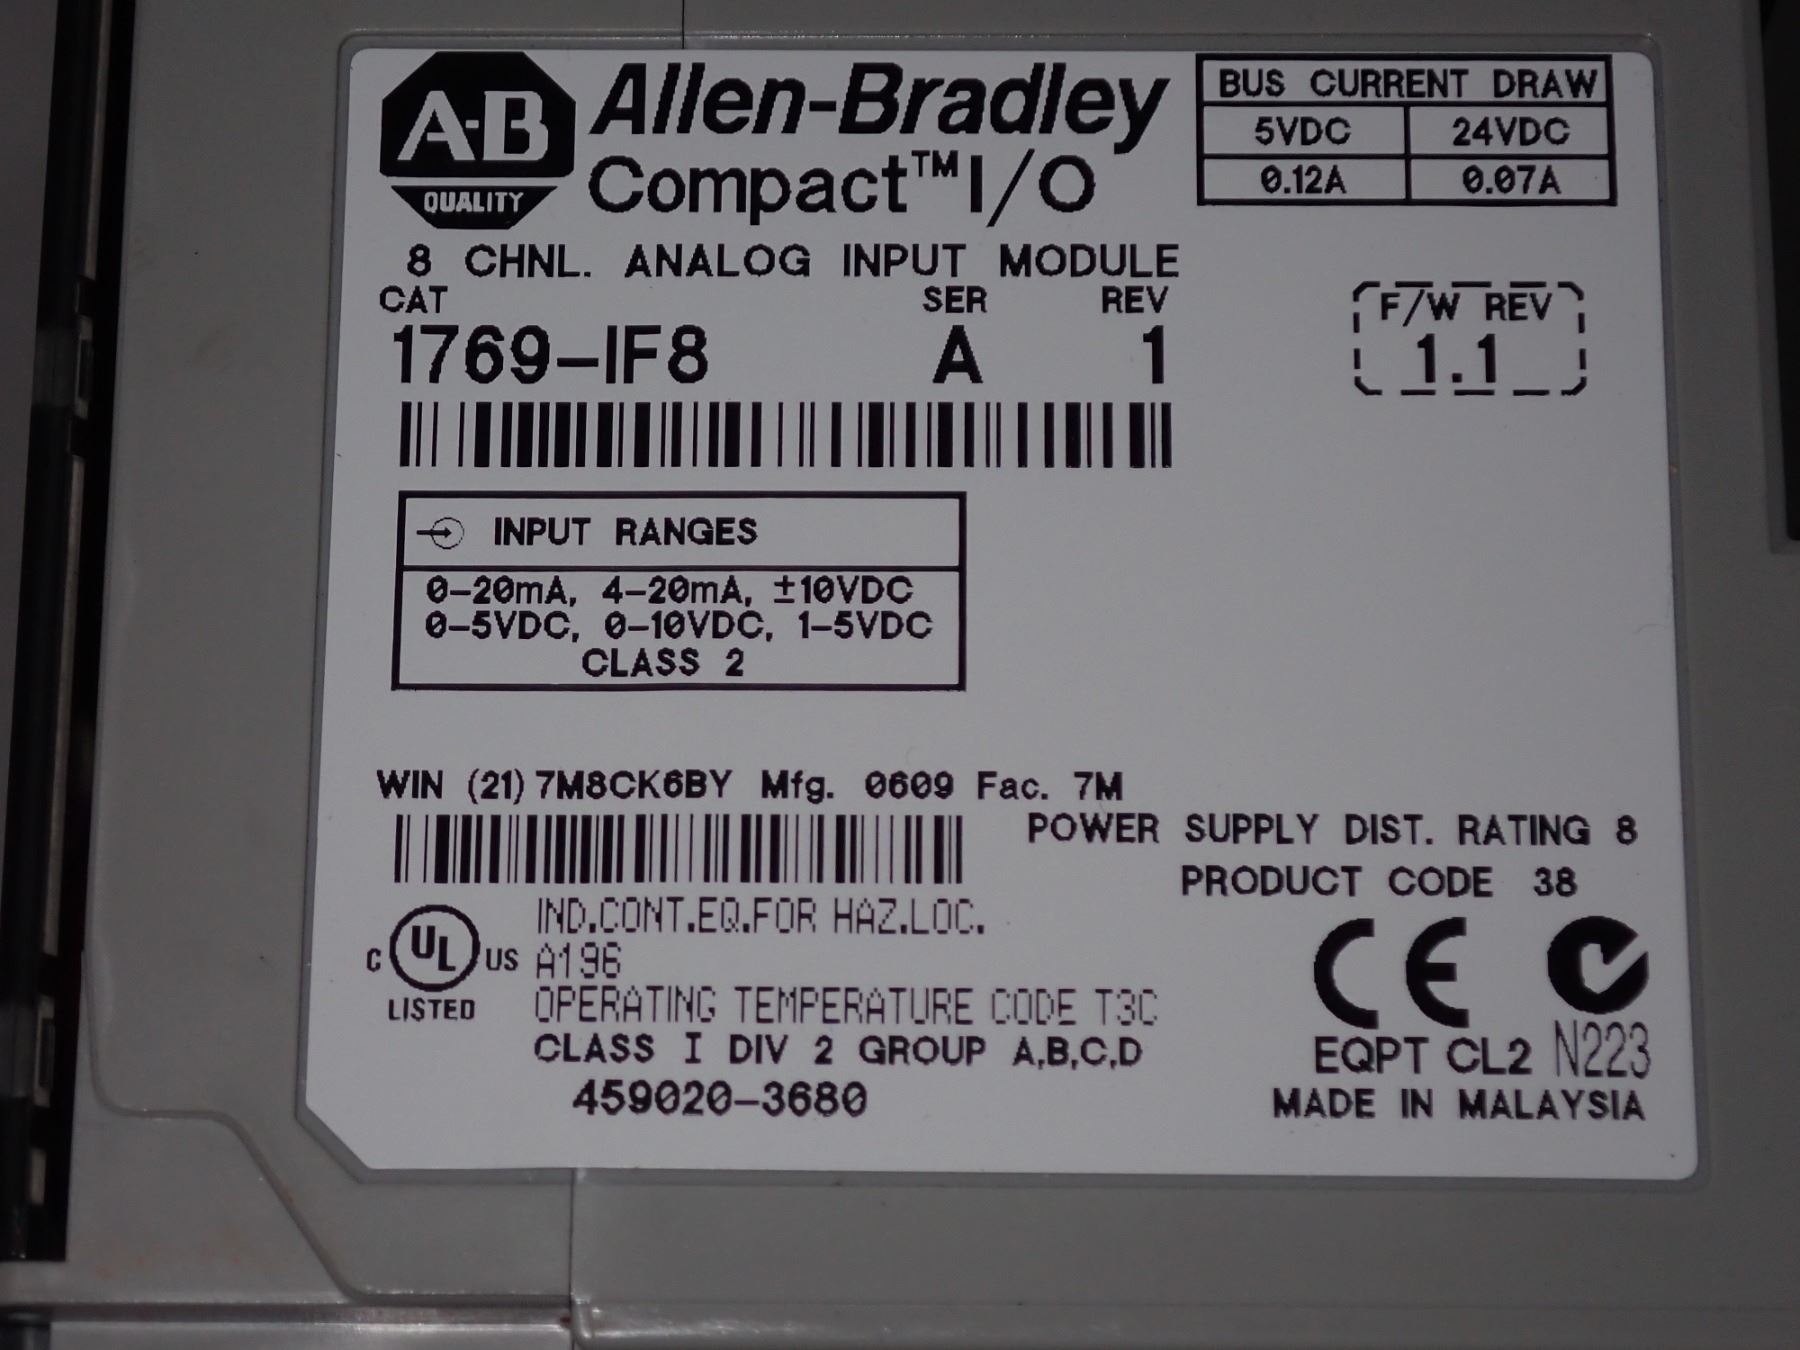 A-B
QUALITY
Allen-Bradley
Compact™ I/O
BUS CURRENT DRAW
5VDC 24VDC
0.12A 0.07A
8 CHNL. ANALOG INPUT MODULE
CAT SER REV
1769-IF8 A 1
F/W REV
1.1
INPUT RANGES
0-20mA, 4-20mA, ±10VDC
0-5VDC, 0-10VDC, 1-5VDC
CLASS 2
WIN (21) 7M8CK6BY Mfg. 0609 Fac. 7M
POWER SUPPLY DIST. RATING 8
PRODUCT CODE 38
C UL US
LISTED
IND.CONT.EQ.FOR HAZ.LOC.
A196
OPERATING TEMPERATURE CODE T3C
CLASS I DIV 2 GROUP A,B,C,D
459020-3680
CE
EQPT CL2 N223
MADE IN MALAYSIA